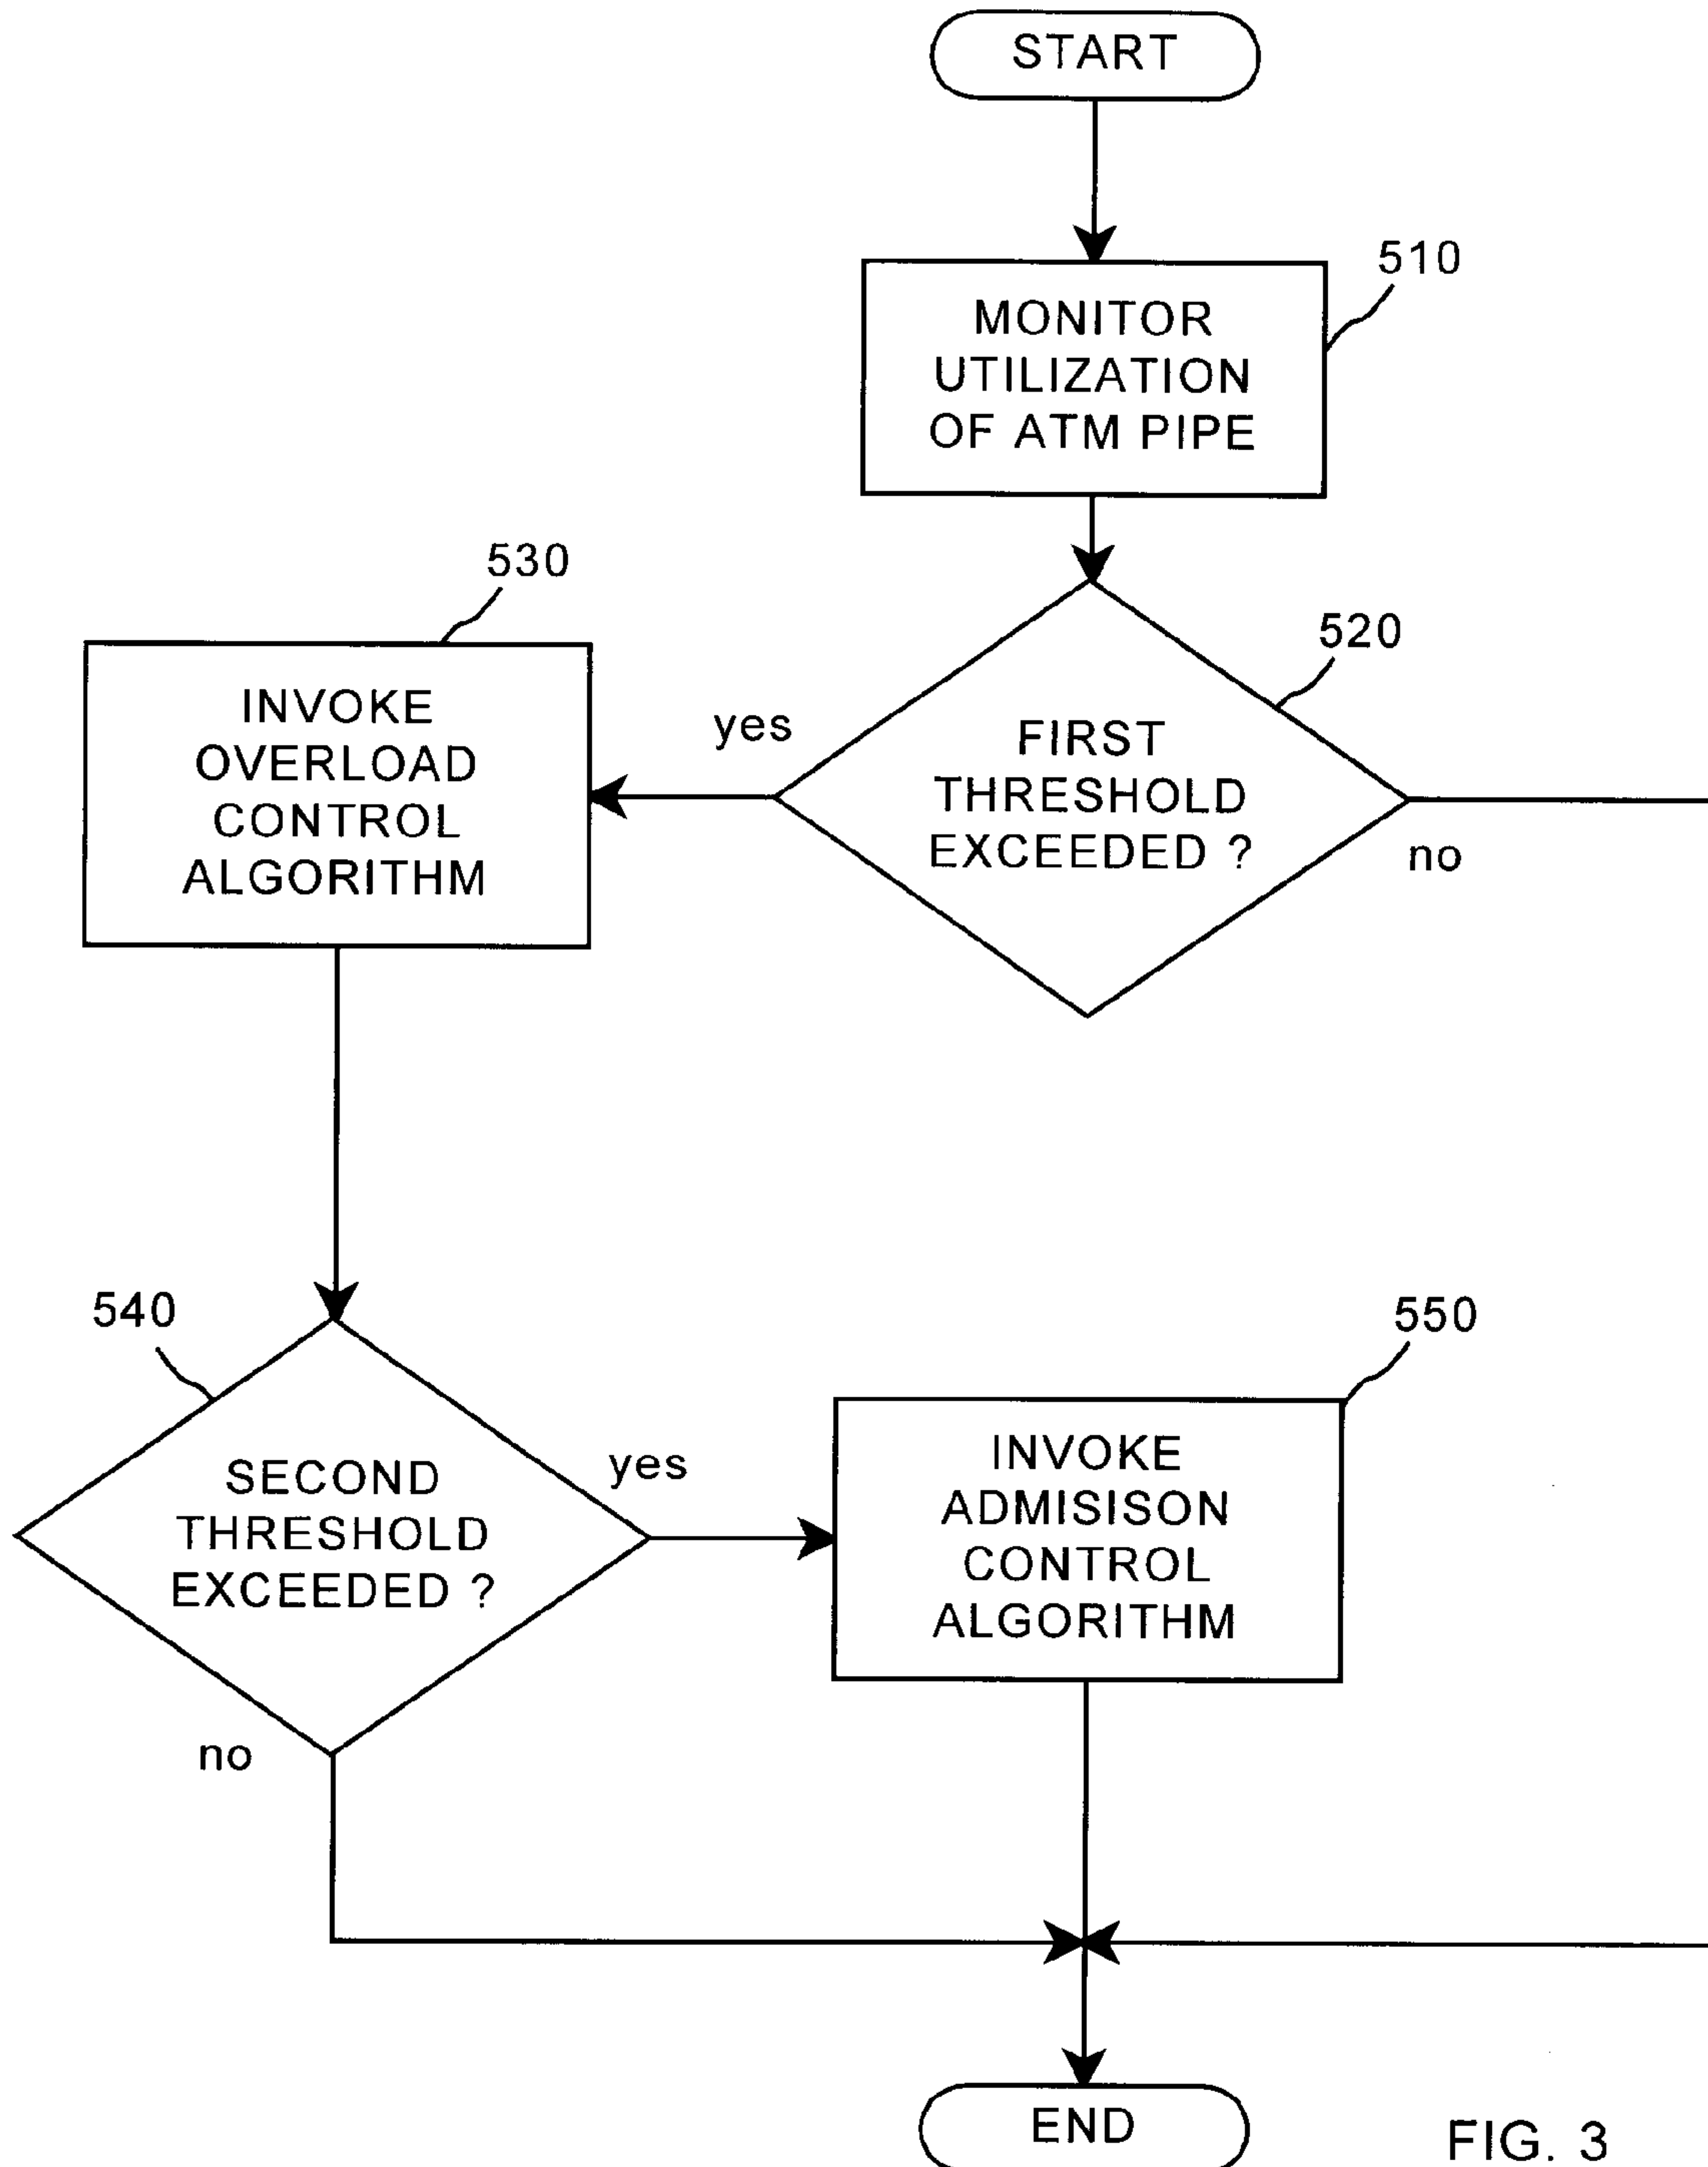 START
510
MONITOR
UTILIZATION
OF ATM PIPE
530
520
INVOKE
OVERLOAD
CONTROL
ALGORITHM
yes
FIRST
THRESHOLD
EXCEEDED ?
no
540
550
SECOND
THRESHOLD
EXCEEDED ?
yes
INVOKE
ADMISISON
CONTROL
ALGORITHM
no
END
FIG. 3